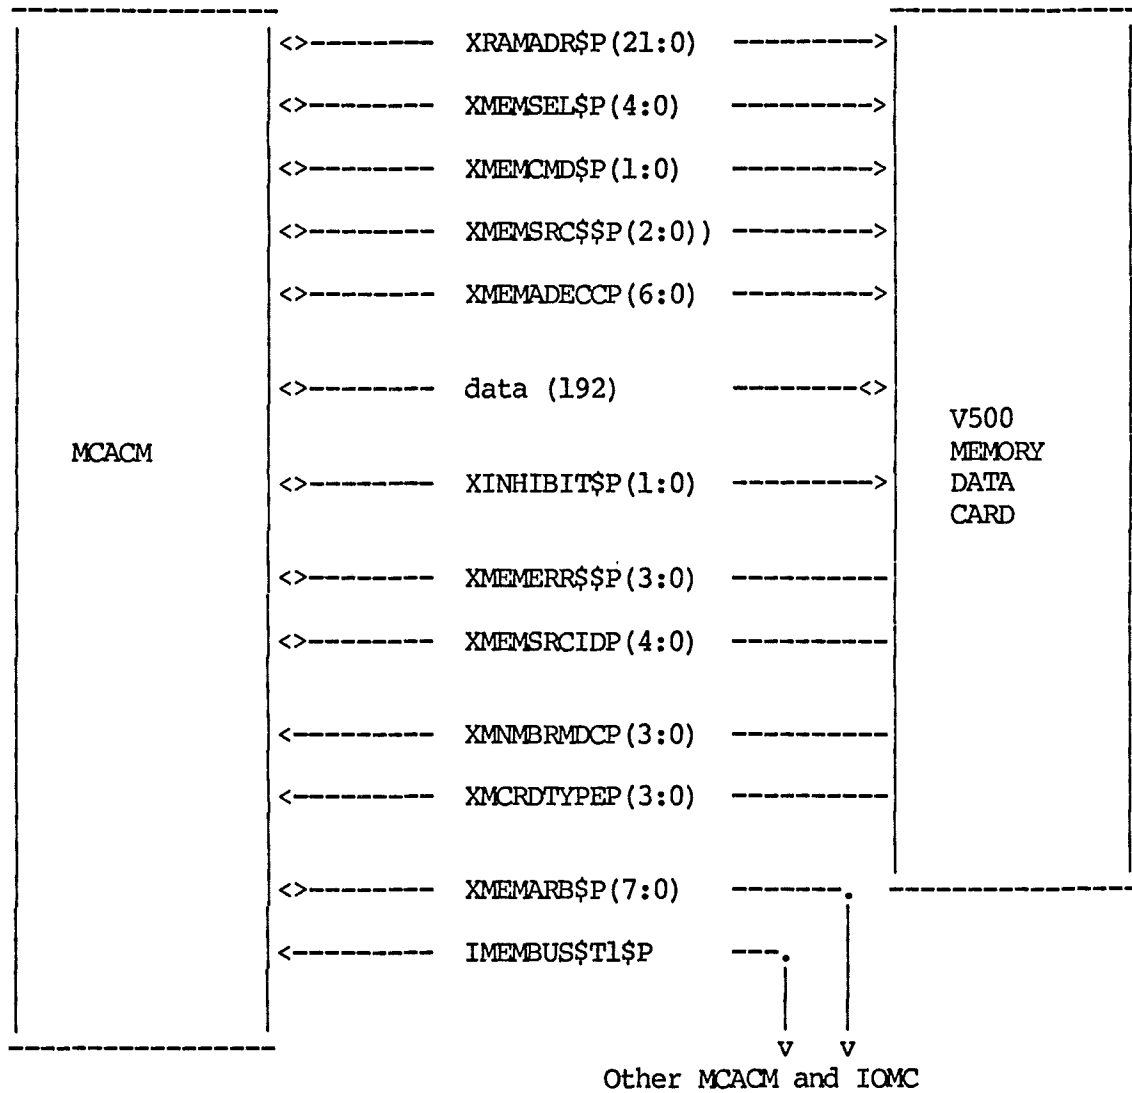 <>-------- XRAMADR$P(21:0) -------->
<>-------- XMEMSEL$P(4:0) -------->
<>-------- XMEMCMD$P(1:0) -------->
<>-------- XMEMSRC$$P(2:0)) -------->
<>-------- XMEMADECCP(6:0) -------->
<>-------- data (192) -------<>
MCACM
V500
MEMORY
DATA
CARD
<>-------- XINHIBIT$P(1:0) -------->
<>-------- XMEMERR$$P(3:0) ---------
<>-------- XMEMSRCIDP(4:0) ---------
<--------- XMNMBRMDCP(3:0) ---------
<--------- XMCRDTYPEP(3:0) ---------
<>-------- XMEMARB$P(7:0) -------.
<--------- IMEMBUS$T1$P ---.
v v
Other MCACM and IOMC